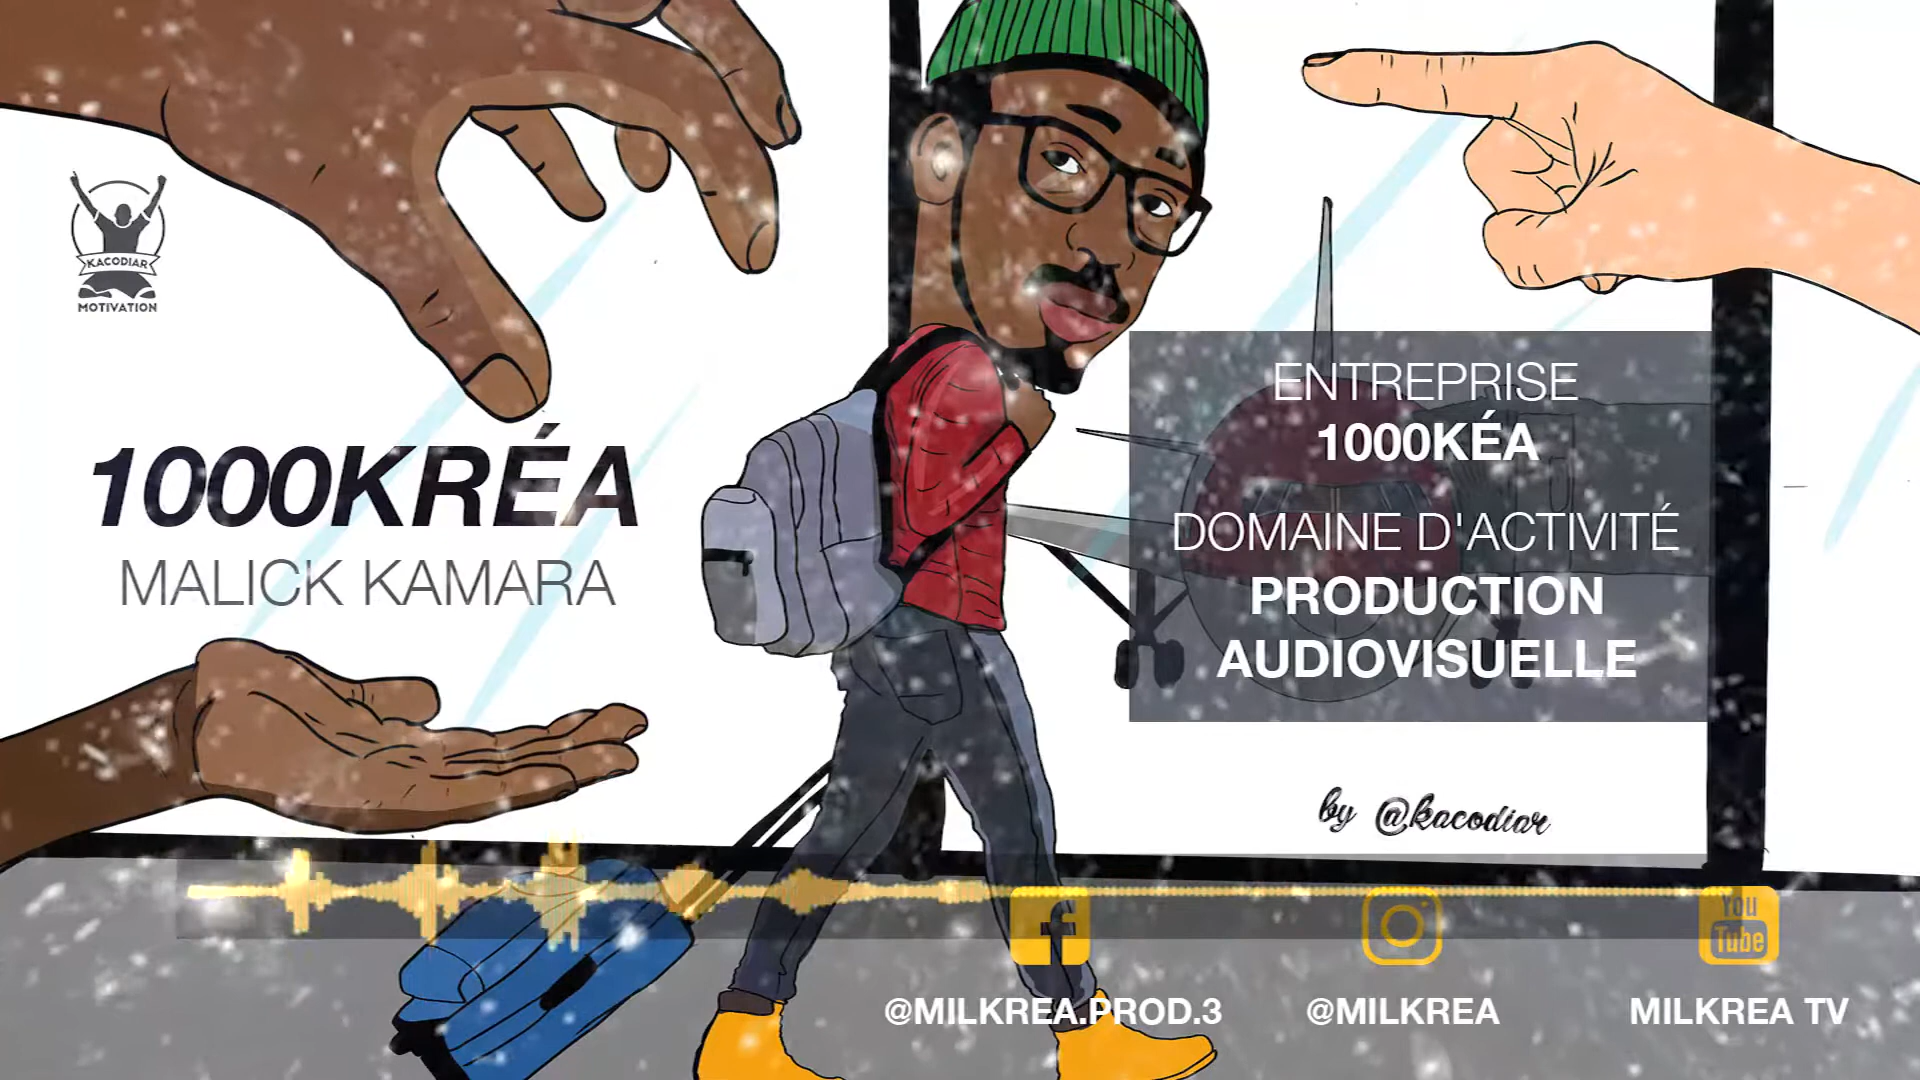 KACODIAR
MOTIVATION
1000KRÉA
MALICK KAMARA
ENTREPRISE
1000KÉA
DOMAINE D'ACTIVITÉ
PRODUCTION
AUDIOVISUELLE
by @kacodiar
You
Tube
@MILKREA.PROD.3
@MILKREA
MILKREA TV